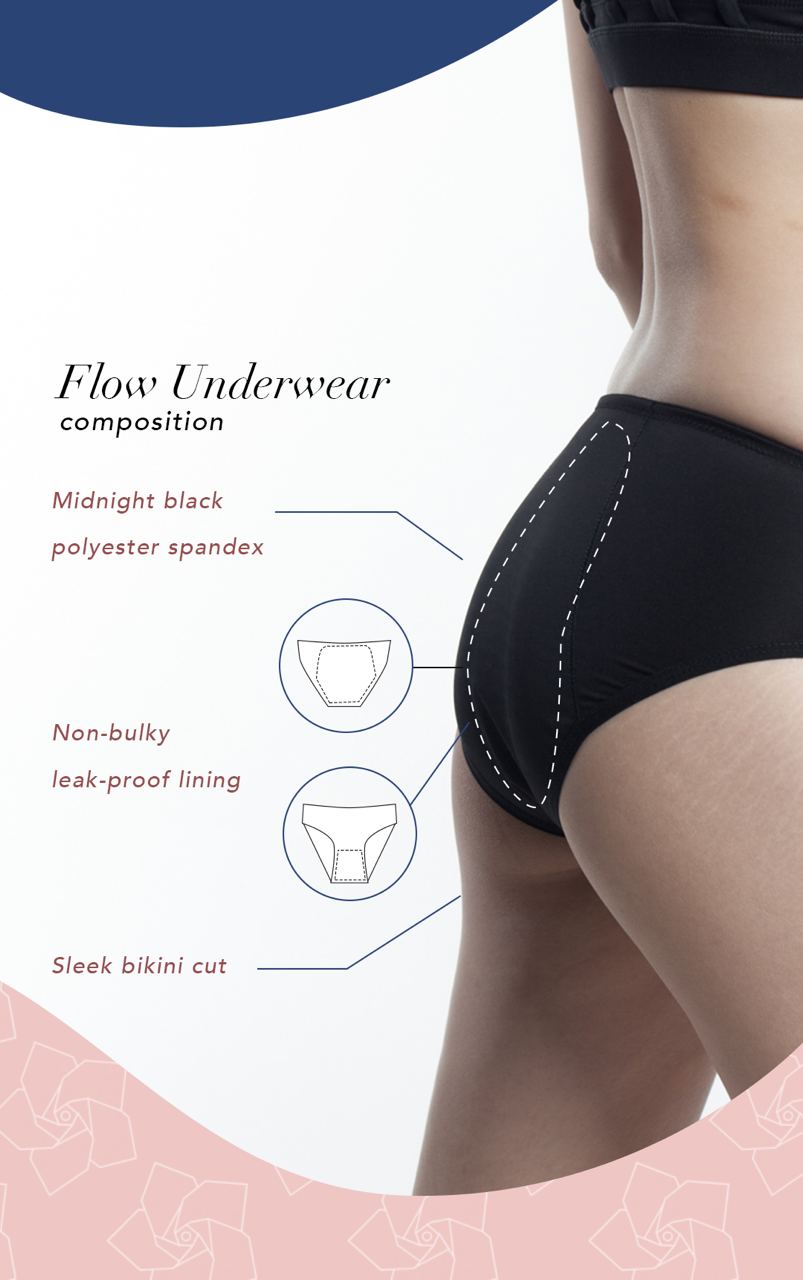 Flow Underwear
composition
Midnight black
polyester spandex
Non-bulky
leak-proof lining
Sleek bikini cut